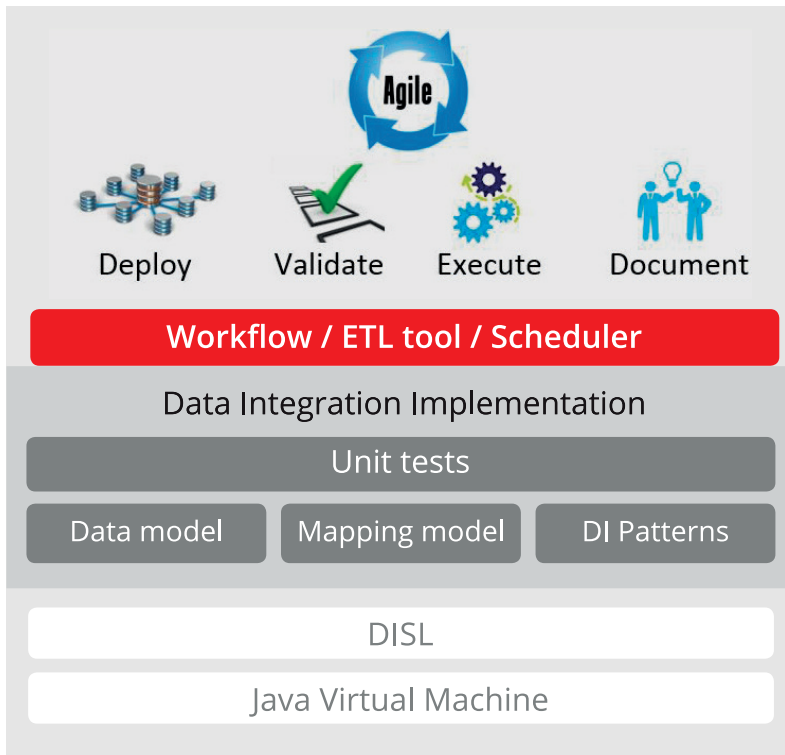 Agile
Deploy
Validate
Execute
Document
Workflow / ETL tool / Scheduler
Data Integration Implementation
Unit tests
Data model
Mapping model
DI Patterns
DISL
Java Virtual Machine